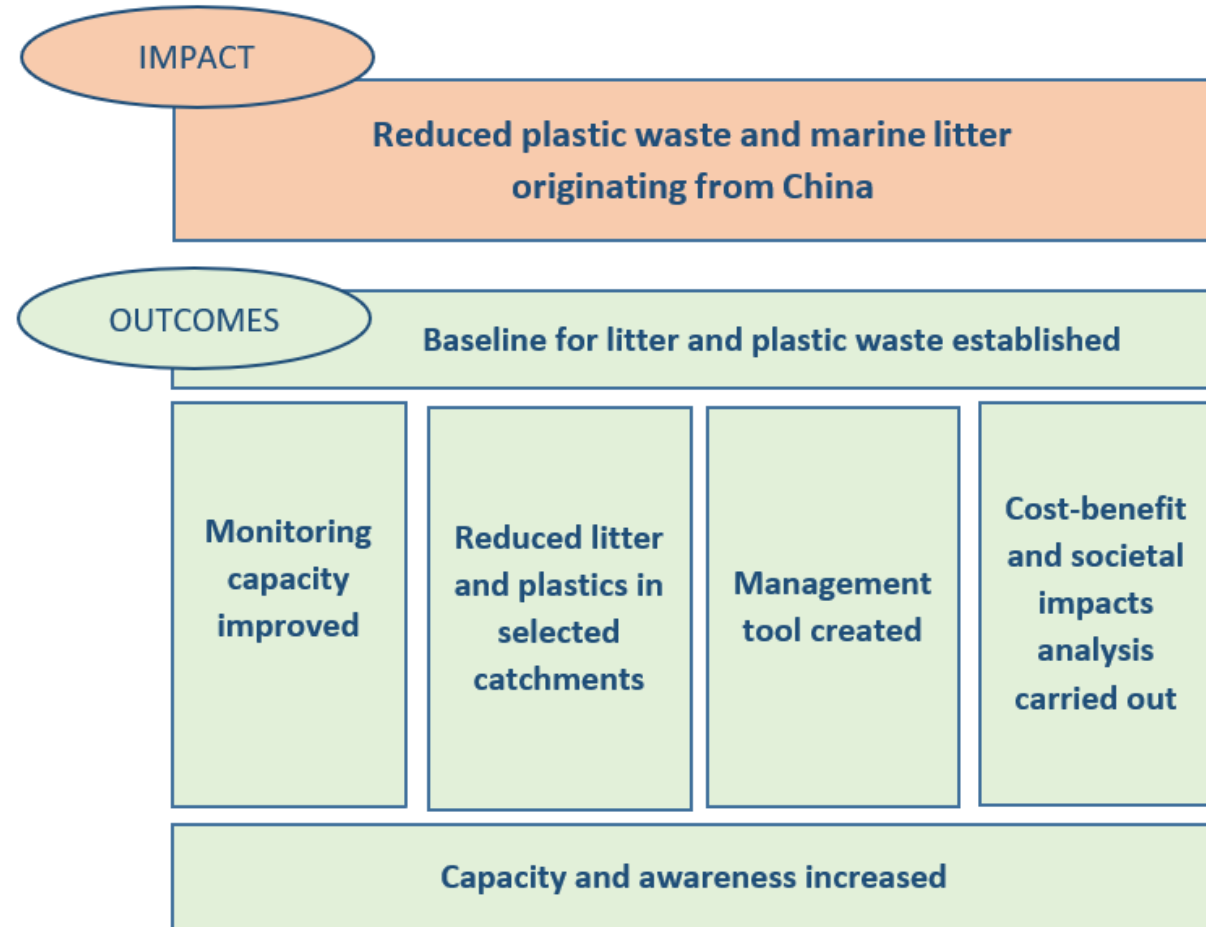 IMPACT
Reduced plastic waste and marine litter
originating from China
OUTCOMES
Baseline for litter and plastic waste established
Monitoring
capacity
improved
Reduced litter
and plastics in
selected
catchments
Management
tool created
Cost-benefit
and societal
impacts
analysis
carried out
Capacity and awareness increased